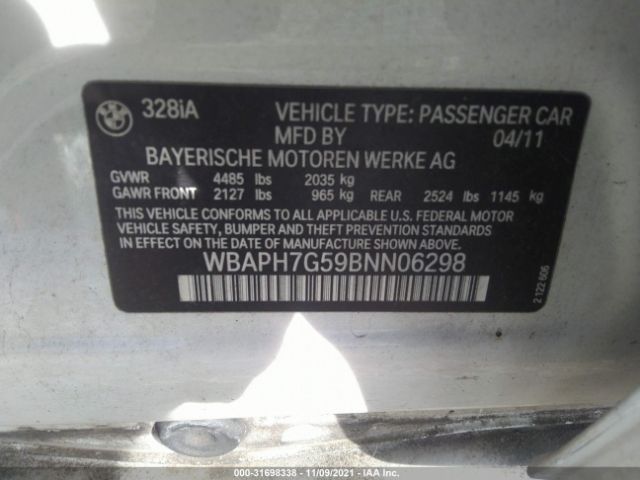 328iA VEHICLE TYPE: PASSENGER CAR
MFD BY 04/11
BAYERISCHE MOTOREN WERKE AG
GVWR 4485 lbs 2035 kg
GAWR FRONT 2127 lbs 965 kg REAR 2524 lbs 1145 kg
THIS VEHICLE CONFORMS TO ALL APPLICABLE U.S. FEDERAL MOTOR
VEHICLE SAFETY, BUMPER AND THEFT PREVENTION STANDARDS
IN EFFECT ON THE DATE OF MANUFACTURE SHOWN ABOVE.
WBAPH7G59BNN06298
2 122 606
000-31698338 - 11/09/2021 - IAA Inc.